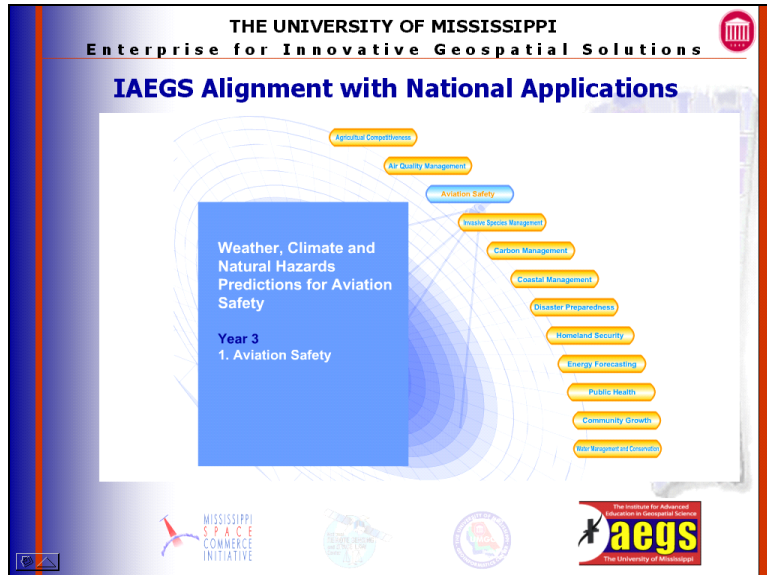 THE UNIVERSITY OF MISSISSIPPI
Enterprise for Innovative Geospatial Solutions
IAEGS Alignment with National Applications
Agricultual Competitiveness
Air Quality Management
Aviation Safety
Invasive Species Management
Carbon Management
Coastal Management
Disaster Preparedness
Homeland Security
Energy Forecasting
Public Health
Community Growth
Water Management and Conservation
Weather, Climate and
Natural Hazards
Predictions for Aviation
Safety
Year 3
1. Aviation Safety
MISSISSIPPI
SPACE
COMMERCE
INITIATIVE
The Institute for Advanced
Education in Geospatial Science
iaegs
The University of Mississippi